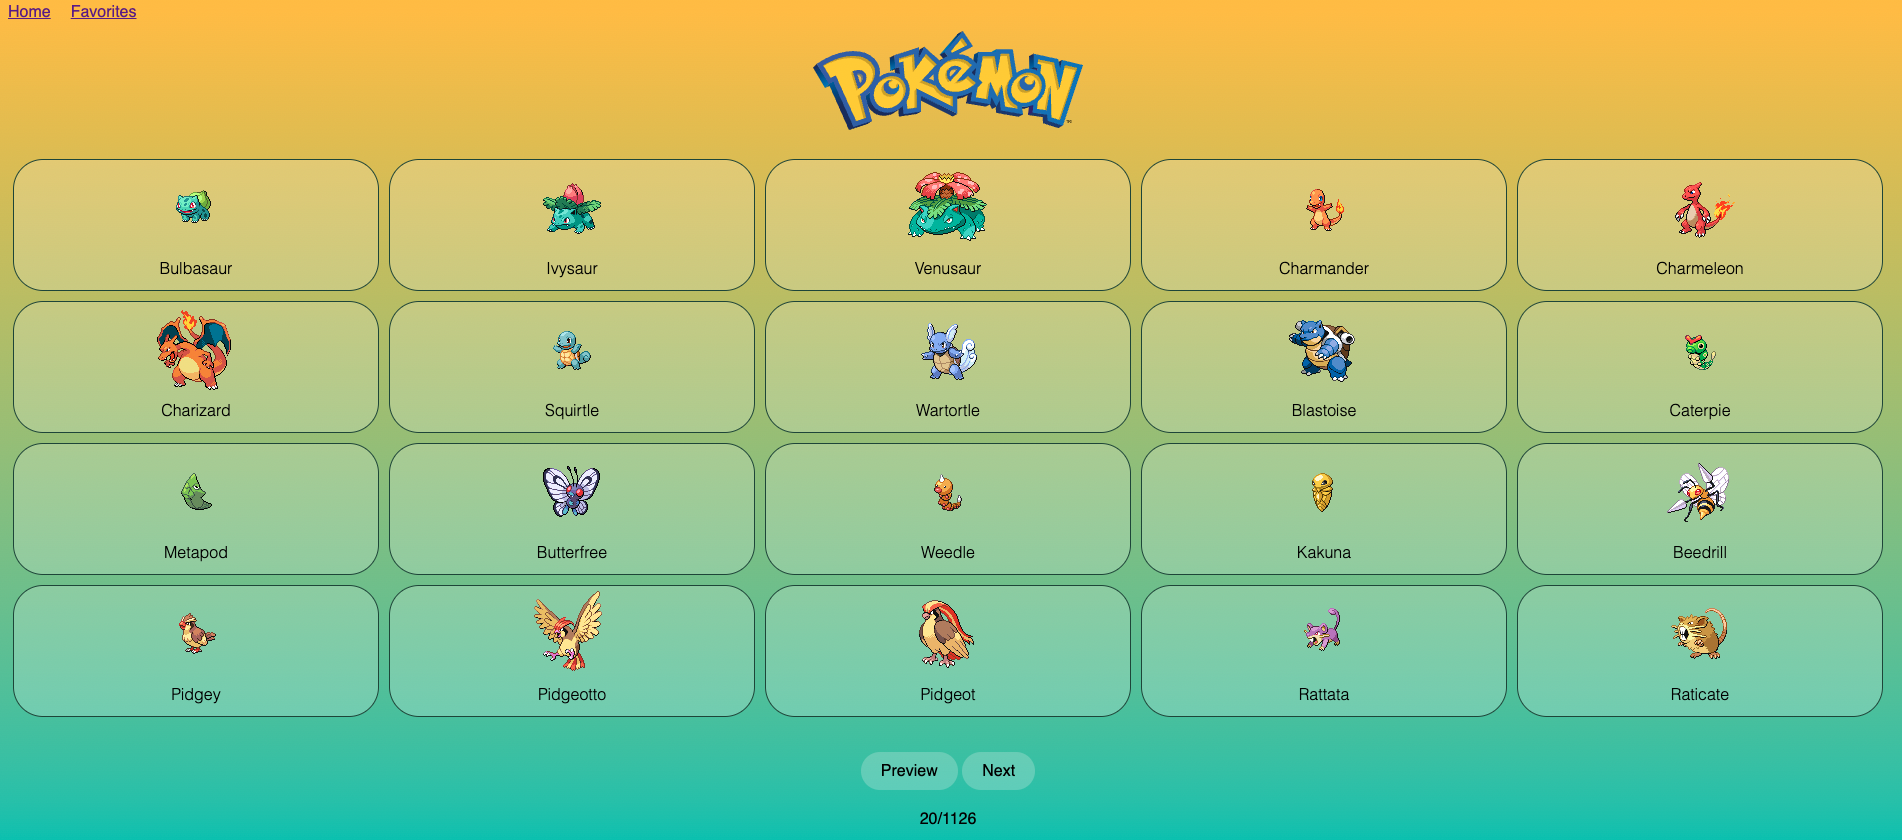 Home Favorites
POKéMON
™
Bulbasaur Ivysaur Venusaur Charmander Charmeleon
Charizard Squirtle Wartortle Blastoise Caterpie
Metapod Butterfree Weedle Kakuna Beedrill
Pidgey Pidgeotto Pidgeot Rattata Raticate
Preview Next
20/1126